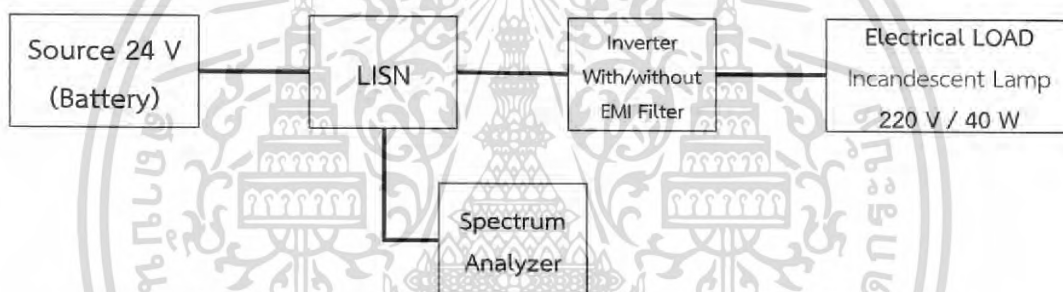 Source 24 V
(Battery)
LISN
Inverter
With/without
EMI Filter
Electrical LOAD
Incandescent Lamp
220 V / 40 W
Spectrum
Analyzer